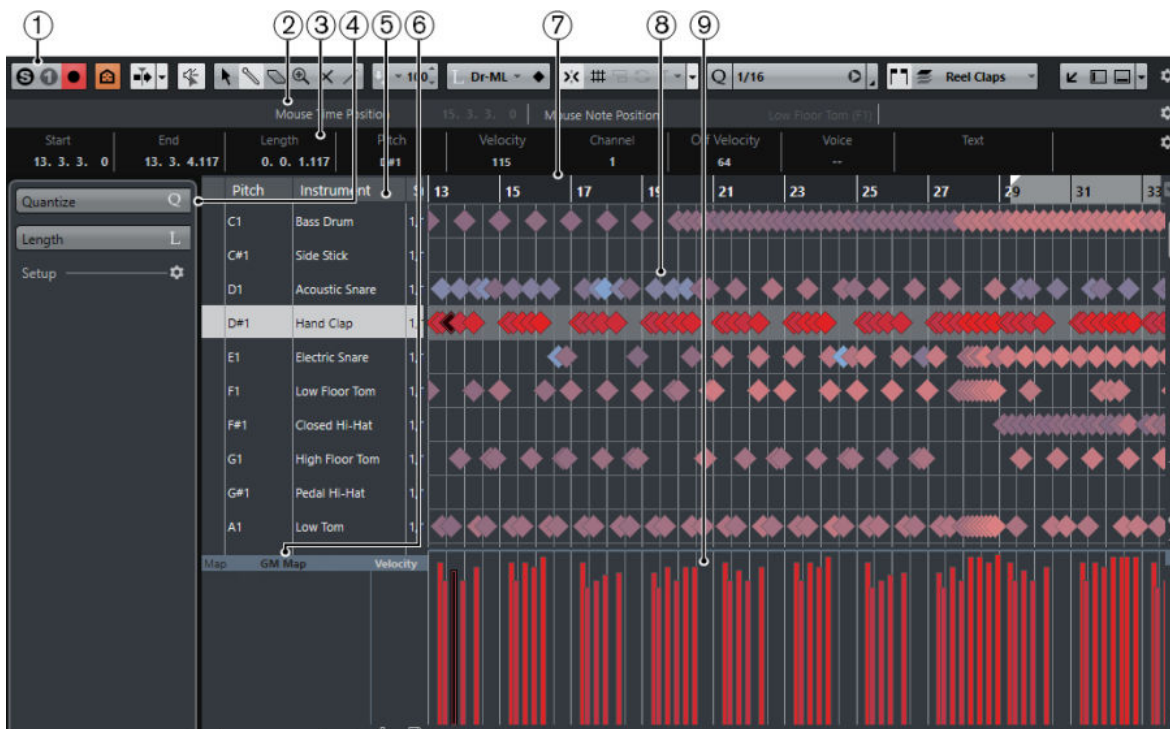 ① ② ③ ④ ⑤ ⑥ ⑦ ⑧ ⑨
S 100 L Dr-ML Q 1/16 Reel Claps
Mouse Time Position 15. 3. 3. 0 Mouse Note Position Low Floor Tom (F1)
Start End Length Pitch Velocity Channel Off Velocity Voice Text
13. 3. 3. 0 13. 3. 4.117 0. 0. 1.117 D#1 115 1 64 --
Quantize Q
Length L
Setup
Pitch Instrument 13 15 17 19 21 23 25 27 29 31 33
C1 Bass Drum
C#1 Side Stick
D1 Acoustic Snare
D#1 Hand Clap
E1 Electric Snare
F1 Low Floor Tom
F#1 Closed Hi-Hat
G1 High Floor Tom
G#1 Pedal Hi-Hat
A1 Low Tom
Map GM Map Velocity